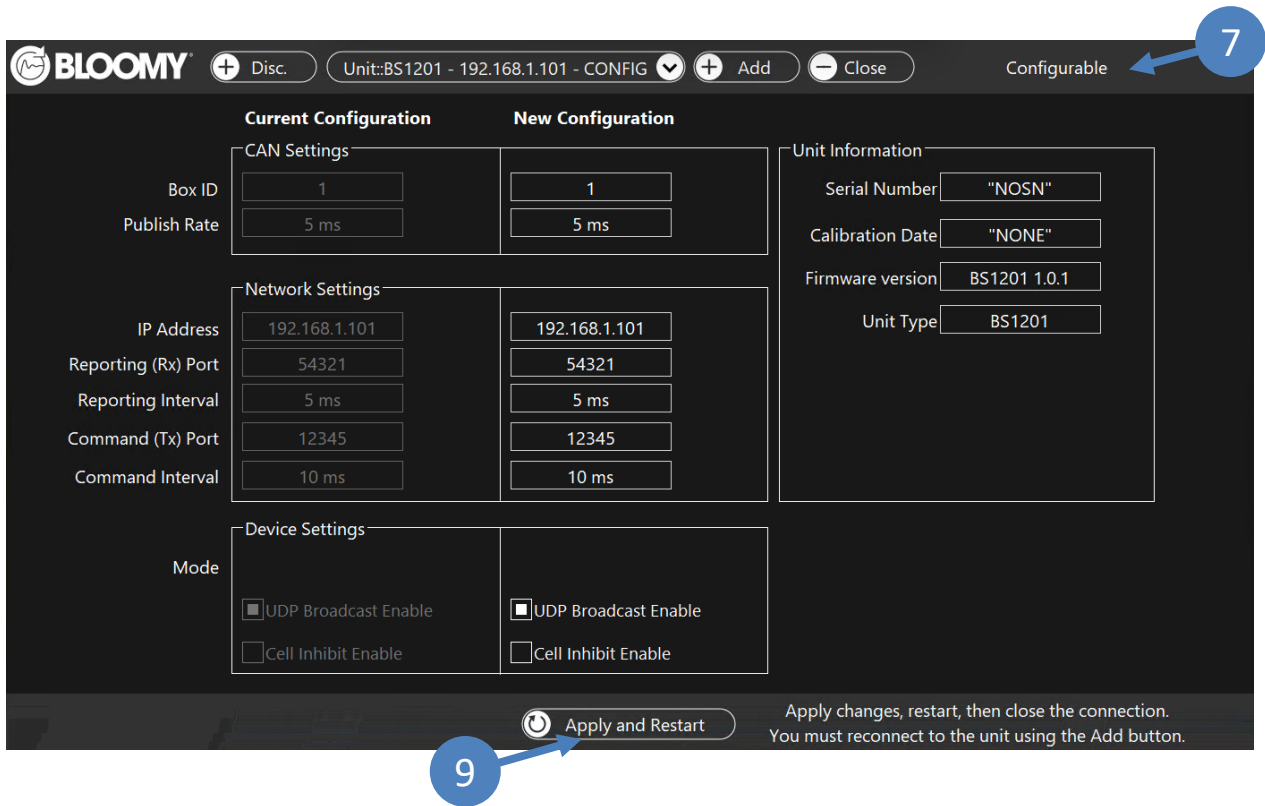 7
BLOOMY Disc. Unit::BS1201 - 192.168.1.101 - CONFIG Add Close Configurable
Current Configuration New Configuration
CAN Settings Unit Information
Box ID 1 1 Serial Number "NOSN"
Publish Rate 5 ms 5 ms Calibration Date "NONE"
Firmware version BS1201 1.0.1
Network Settings
IP Address 192.168.1.101 192.168.1.101 Unit Type BS1201
Reporting (Rx) Port 54321 54321
Reporting Interval 5 ms 5 ms
Command (Tx) Port 12345 12345
Command Interval 10 ms 10 ms
Device Settings
Mode
UDP Broadcast Enable UDP Broadcast Enable
Cell Inhibit Enable Cell Inhibit Enable
Apply and Restart
Apply changes, restart, then close the connection.
You must reconnect to the unit using the Add button.
9